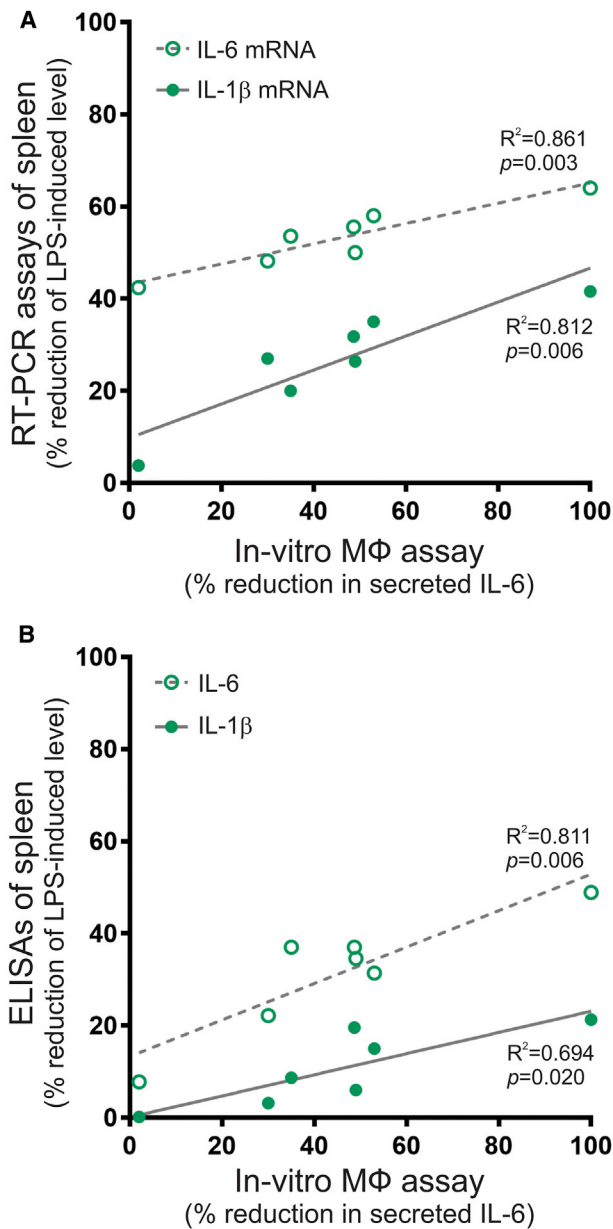 A
100
80
60
40
20
0
RT-PCR assays of spleen
(% reduction of LPS-induced level)
IL-6 mRNA
IL-1β mRNA
R²=0.861
p=0.003
R²=0.812
p=0.006
0 20 40 60 80 100
In-vitro MΦ assay
(% reduction in secreted IL-6)
B
100
80
60
40
20
0
ELISAs of spleen
(% reduction of LPS-induced level)
IL-6
IL-1β
R²=0.811
p=0.006
R²=0.694
p=0.020
0 20 40 60 80 100
In-vitro MΦ assay
(% reduction in secreted IL-6)